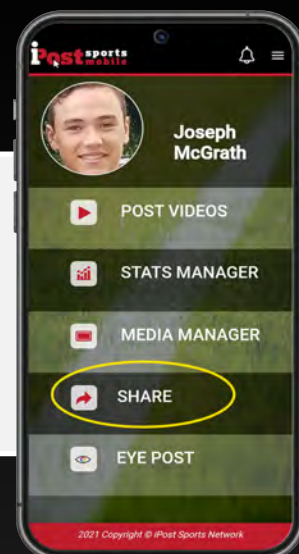 iPost sports
mobile
Joseph
McGrath
POST VIDEOS
STATS MANAGER
MEDIA MANAGER
SHARE
EYE POST
2021 Copyright © iPost Sports Network